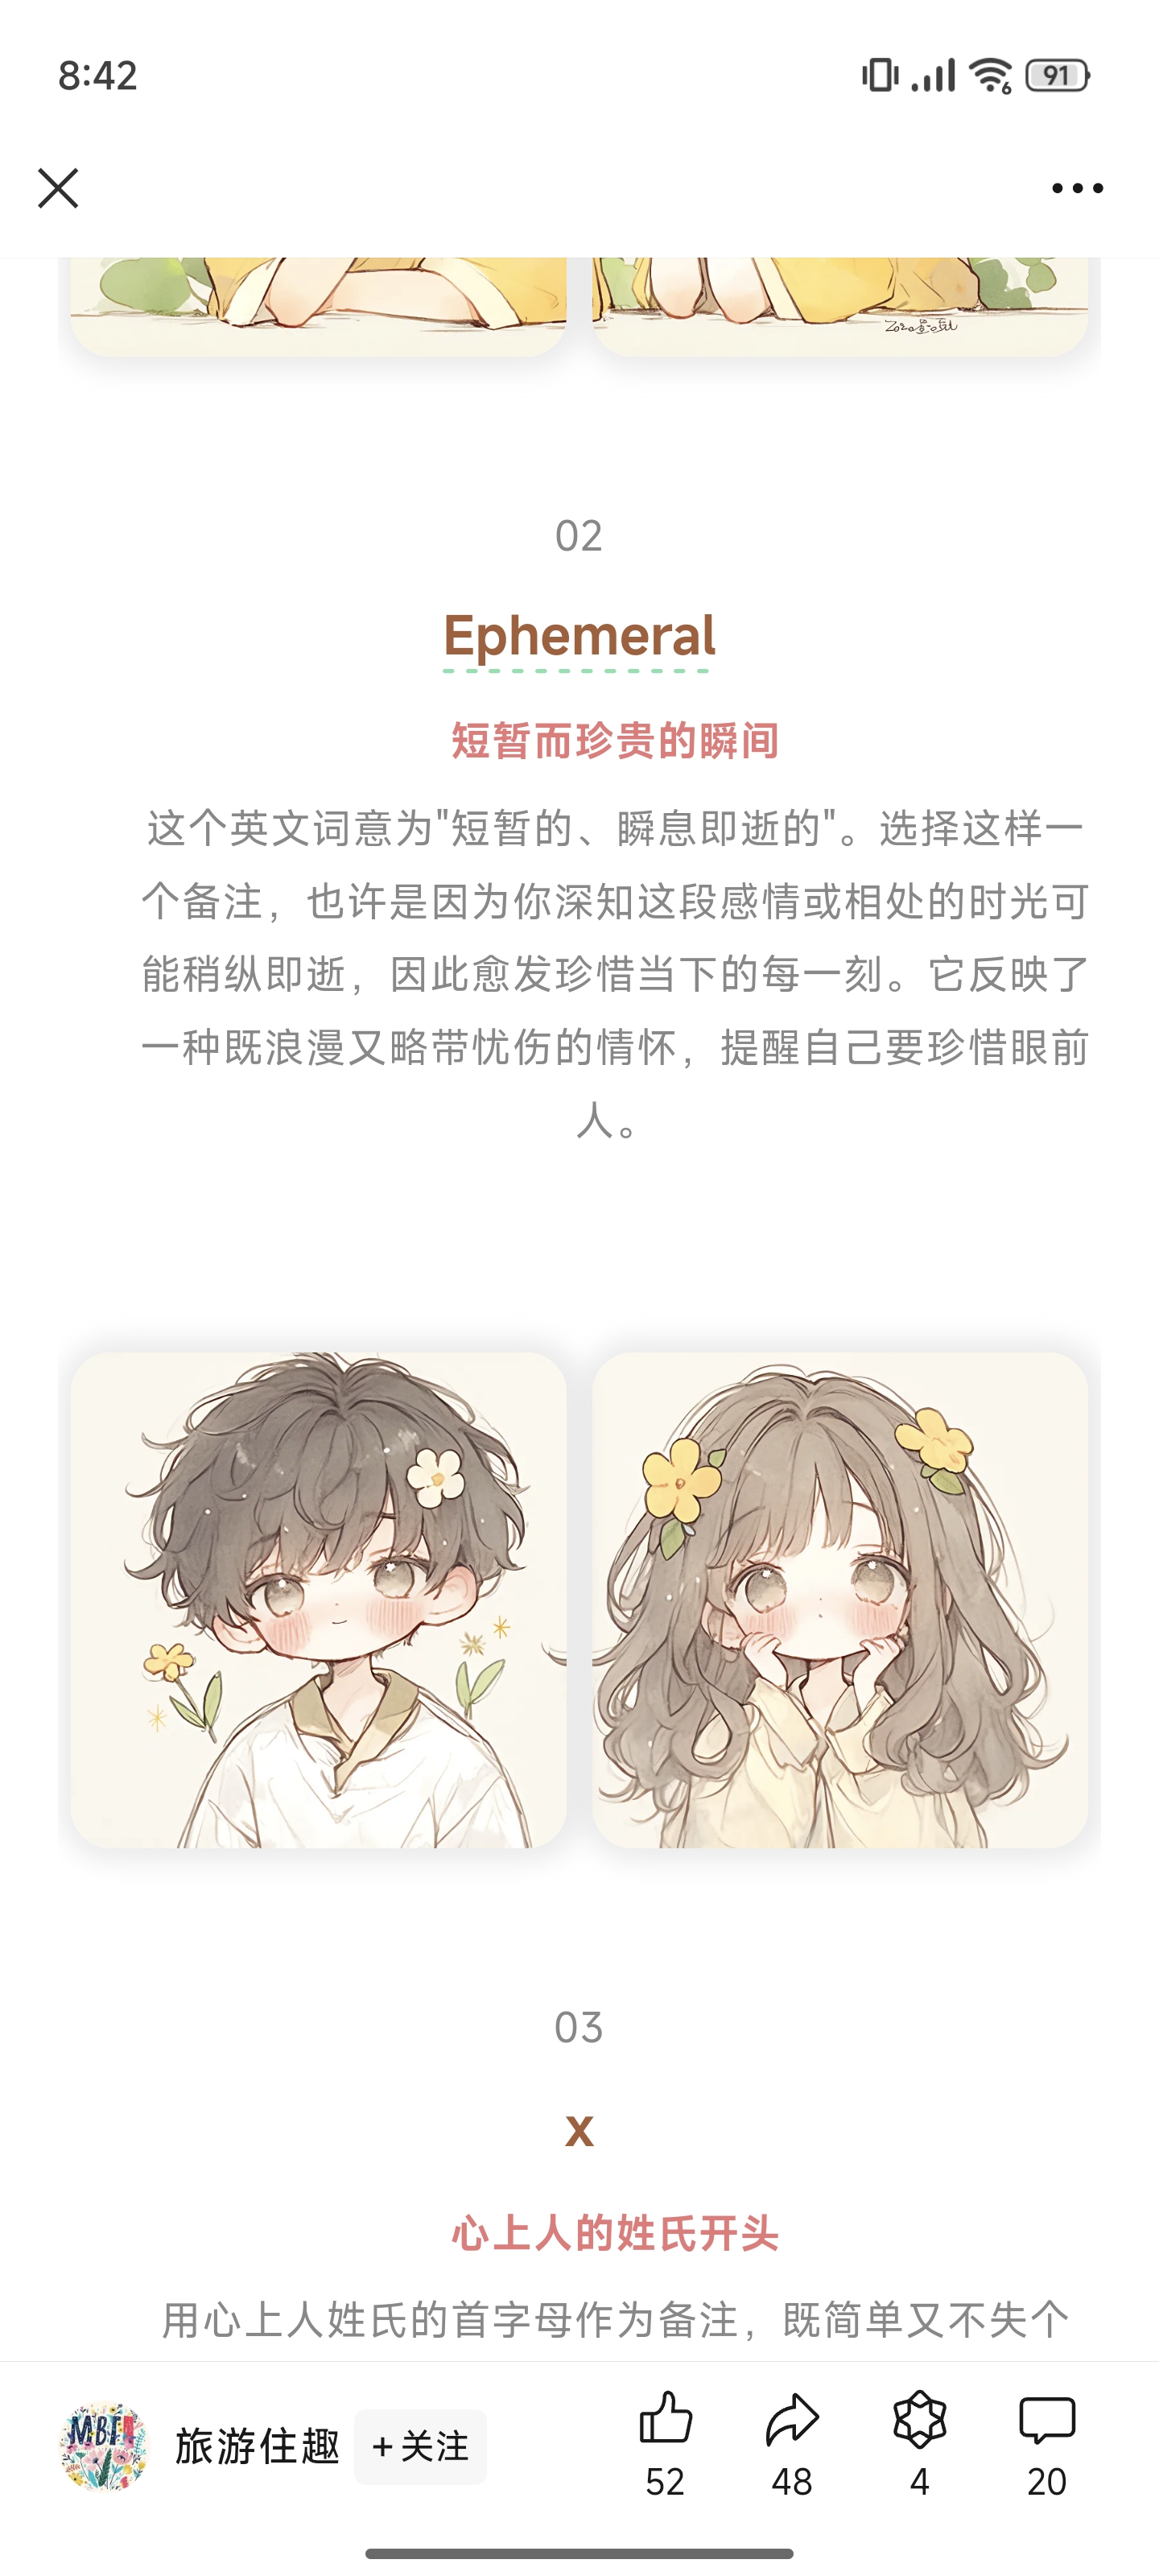 8:42
6
91
02
Ephemeral
短暂而珍贵的瞬间
这个英文词意为"短暂的、瞬息即逝的"。选择这样一
个备注，也许是因为你深知这段感情或相处的时光可
能稍纵即逝，因此愈发珍惜当下的每一刻。它反映了
一种既浪漫又略带忧伤的情怀，提醒自己要珍惜眼前
人。
03
X
心上人的姓氏开头
用心上人姓氏的首字母作为备注，既简单又不失个
旅游住趣
+关注
52
48
4
20